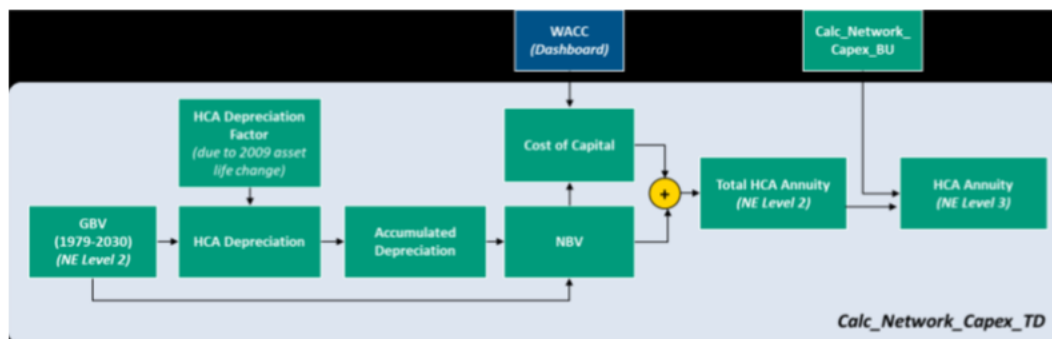 WACC
(Dashboard)
Calc_Network_
Capex_BU
HCA Depreciation
Factor
(due to 2009 asset
life change)
Cost of Capital
+
Total HCA Annuity
(NE Level 2)
HCA Annuity
(NE Level 3)
GBV
(1979-2030)
(NE Level 2)
HCA Depreciation
Accumulated
Depreciation
NBV
Calc_Network_Capex_TD